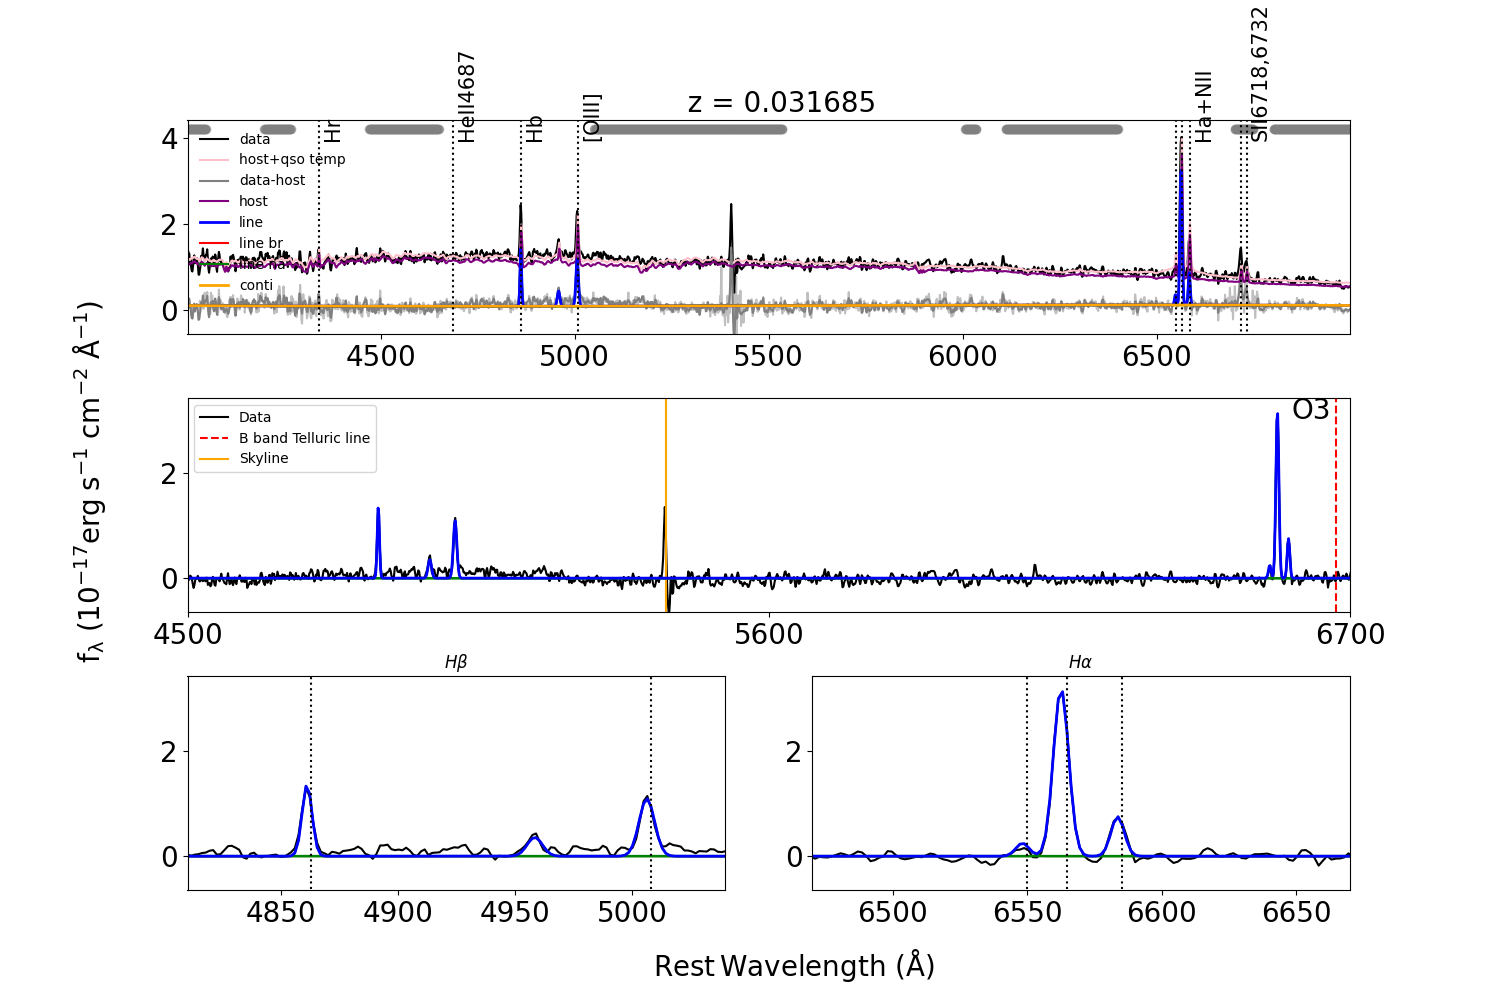 z = 0.031685
Hr
HeII4687
Hb
[OIII]
Ha+NII
SII6718,6732
data
host+qso temp
data-host
host
line
line br
conti
4
2
0
4500 5000 5500 6000 6500
Data
B band Telluric line
Skyline
O3
2
0
4500 5600 6700
fλ (10⁻¹⁷erg s⁻¹ cm⁻² Å⁻¹)
Hβ
2
0
4850 4900 4950 5000
Hα
2
0
6500 6550 6600 6650
Rest Wavelength (Å)